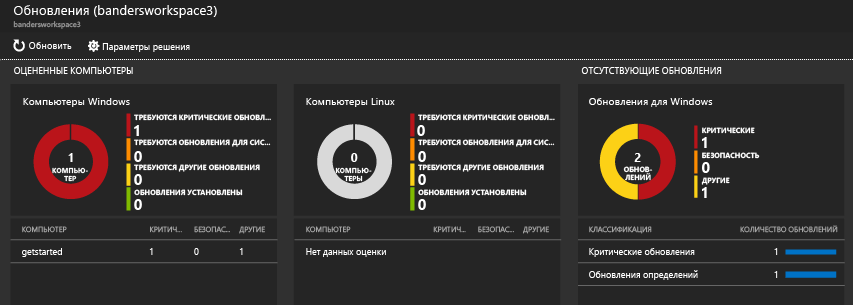 Обновления (bandersworkspace3)
bandersworkspace3
Обновить
Параметры решения
ОЦЕНЕННЫЕ КОМПЬЮТЕРЫ
Компьютеры Windows
1
КОМПЬЮ-
ТЕР
ТРЕБУЮТСЯ КРИТИЧЕСКИЕ ОБНОВЛ...
1
ТРЕБУЮТСЯ ОБНОВЛЕНИЯ ДЛЯ СИС...
0
ТРЕБУЮТСЯ ДРУГИЕ ОБНОВЛЕНИЯ
0
ОБНОВЛЕНИЯ УСТАНОВЛЕНЫ
0
КОМПЬЮТЕР КРИТИЧ... БЕЗОПАС... ДРУГИЕ
getstarted 1 0 1
Компьютеры Linux
0
КОМПЬЮ-
ТЕРЫ
ТРЕБУЮТСЯ КРИТИЧЕСКИЕ ОБНОВЛ...
0
ТРЕБУЮТСЯ ОБНОВЛЕНИЯ ДЛЯ СИС...
0
ТРЕБУЮТСЯ ДРУГИЕ ОБНОВЛЕНИЯ
0
ОБНОВЛЕНИЯ УСТАНОВЛЕНЫ
0
КОМПЬЮТЕР КРИТИЧ... БЕЗОПАС... ДРУГИЕ
Нет данных оценки
ОТСУТСТВУЮЩИЕ ОБНОВЛЕНИЯ
Обновления для Windows
2
ОБНОВ-
ЛЕНИЙ
КРИТИЧЕСКИЕ
1
БЕЗОПАСНОСТЬ
0
ДРУГИЕ
1
КЛАССИФИКАЦИЯ КОЛИЧЕСТВО ОБНОВЛЕНИЙ
Критические обновления 1
Обновления определений 1